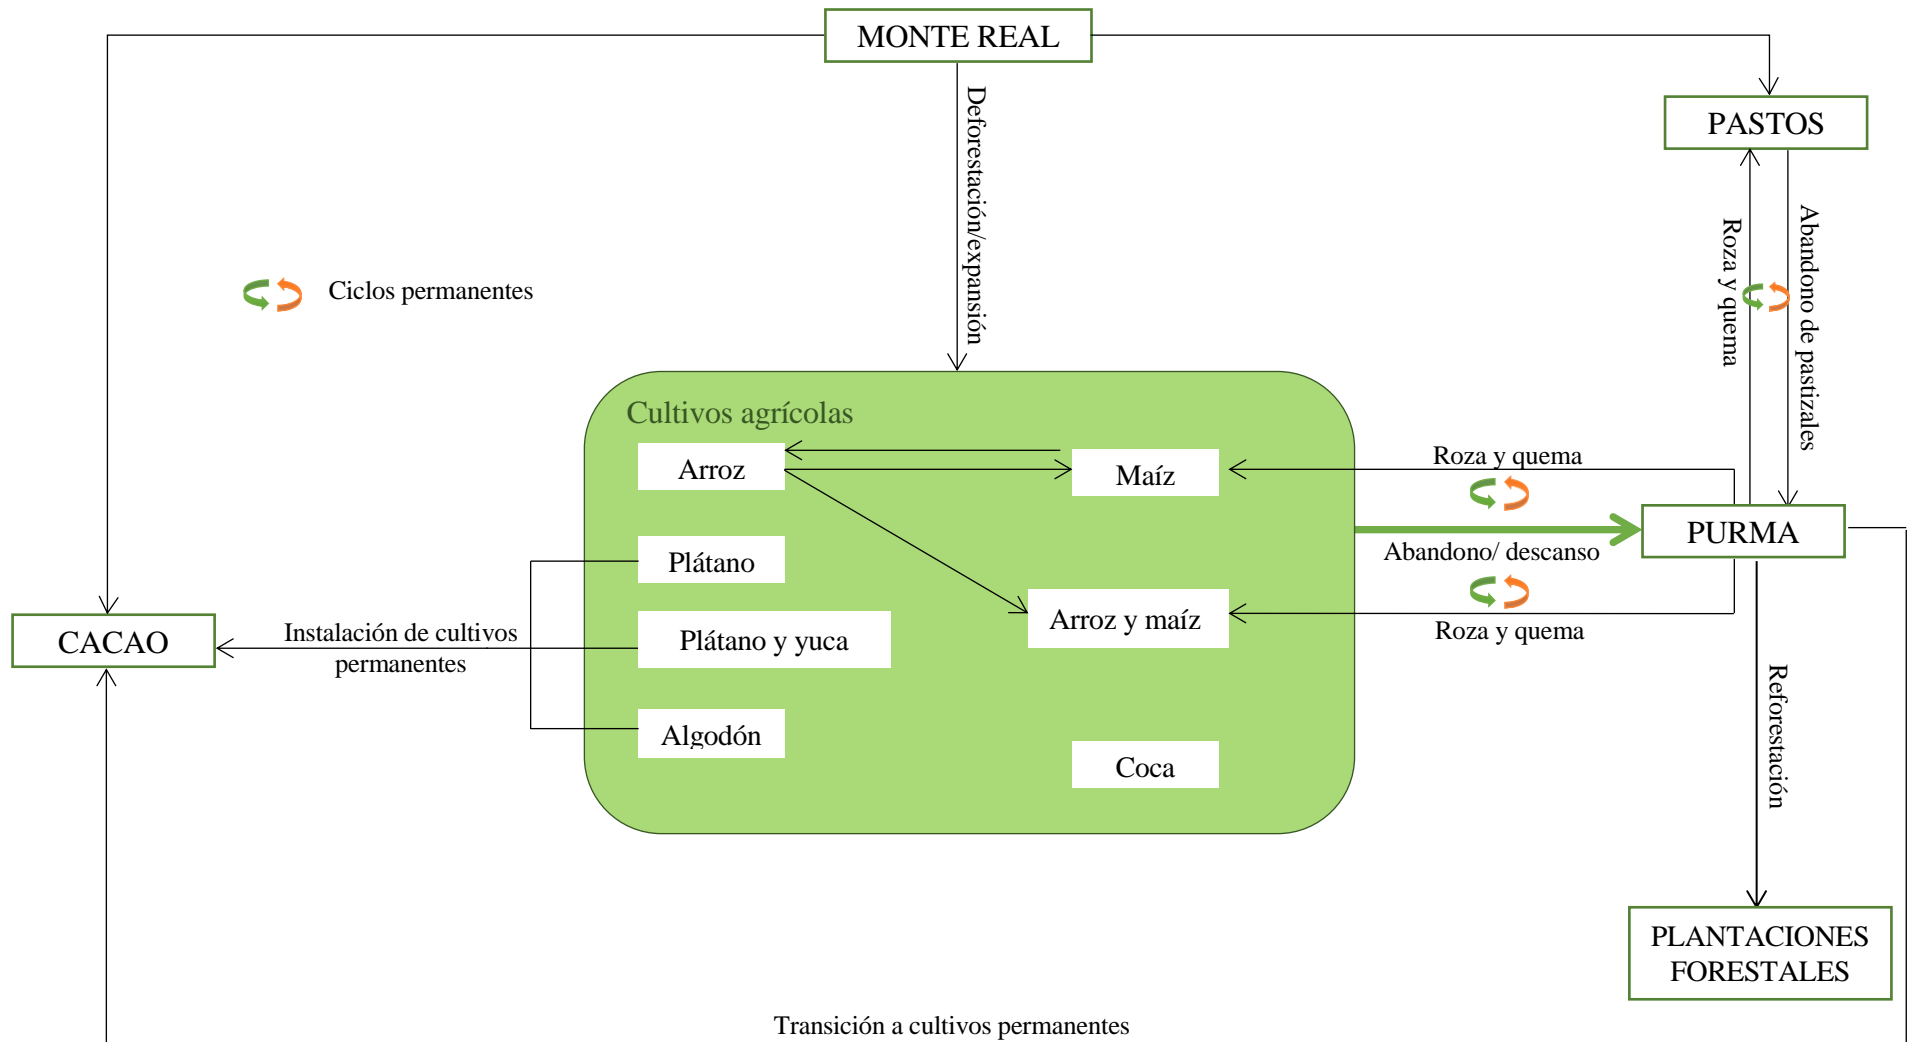 MONTE REAL
PASTOS
Deforestación/expansión
Roza y quema
Abandono de pastizales
Ciclos permanentes
Cultivos agrícolas
Arroz
Maíz
Roza y quema
PURMA
Abandono/ descanso
Plátano
Arroz y maíz
Roza y quema
CACAO
Instalación de cultivos
permanentes
Plátano y yuca
Algodón
Coca
Reforestación
PLANTACIONES
FORESTALES
Transición a cultivos permanentes